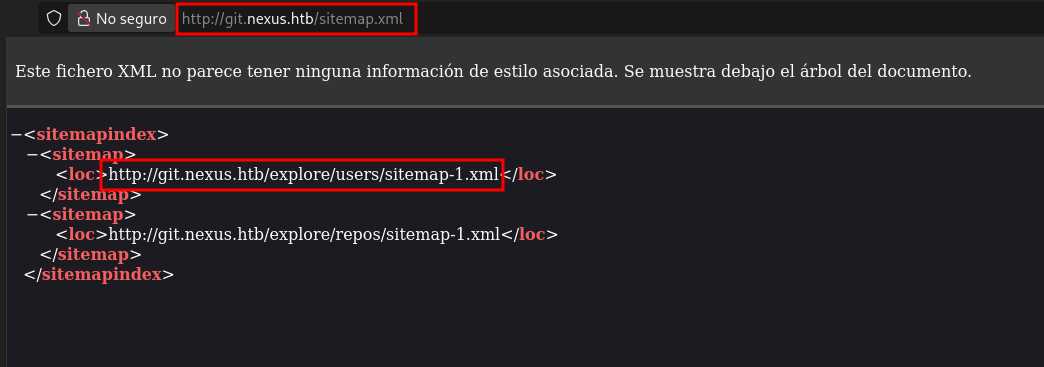 No seguro http://git.nexus.htb/sitemap.xml
Este fichero XML no parece tener ninguna información de estilo asociada. Se muestra debajo el árbol del documento.
−<sitemapindex>
−<sitemap>
<loc>http://git.nexus.htb/explore/users/sitemap-1.xml</loc>
</sitemap>
−<sitemap>
<loc>http://git.nexus.htb/explore/repos/sitemap-1.xml</loc>
</sitemap>
</sitemapindex>